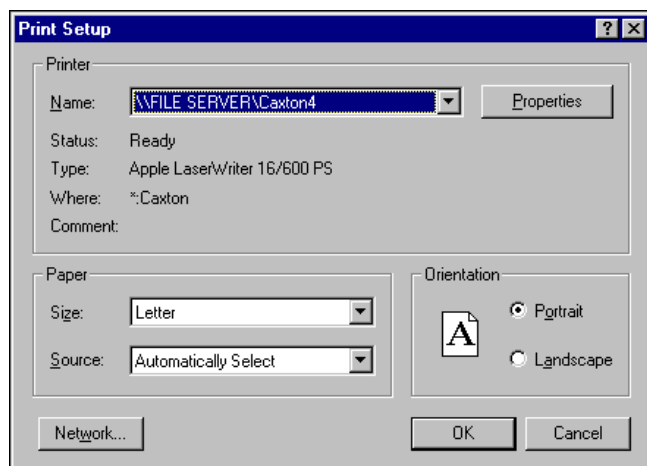 Print Setup
Printer
Name: \\FILE SERVER\Caxton4 Properties
Status: Ready
Type: Apple LaserWriter 16/600 PS
Where: *:Caxton
Comment:
Paper
Size: Letter
Source: Automatically Select
Orientation
A
Portrait
Landscape
Network... OK Cancel